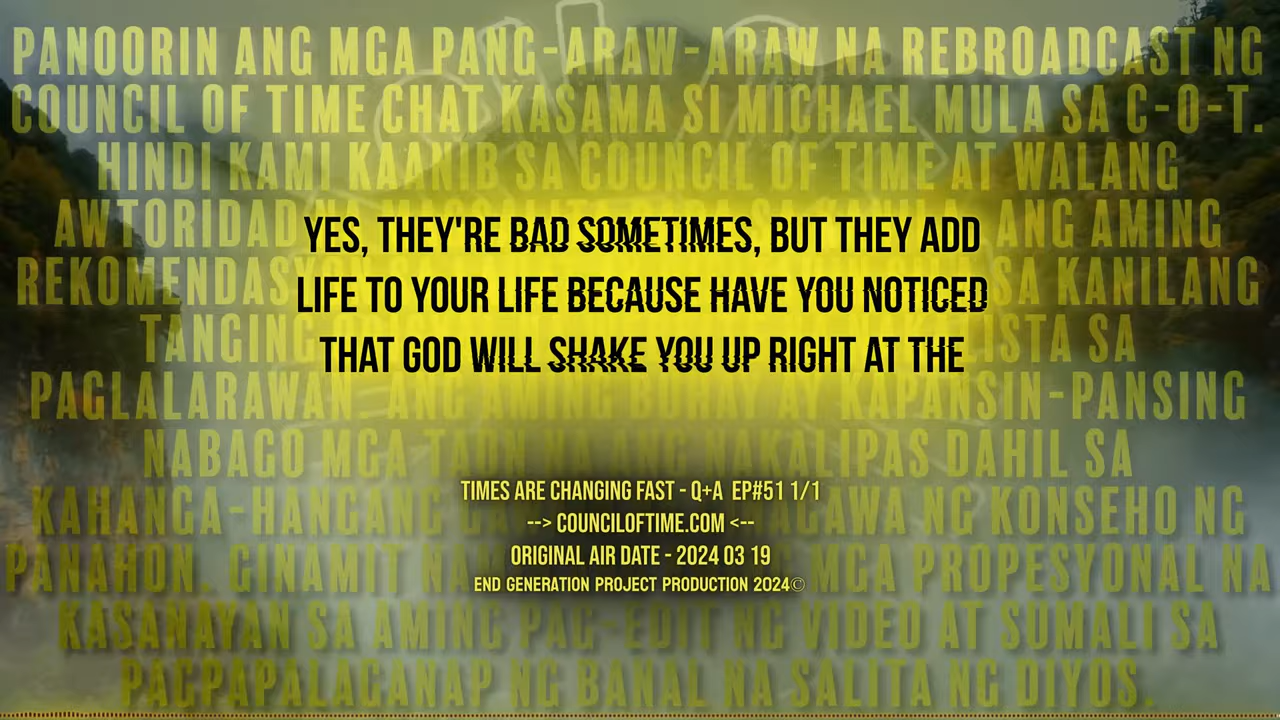 PANOORIN ANG MGA PANG-ARAW-ARAW NA REBROADCAST NG
COUNCIL OF TIME CHAT KASAMA SI MICHAEL MULA SA C-O-T.
HINDI KAMI KAANIB SA COUNCIL OF TIME AT WALANG
AWTORIDAD NA MAGSALITA PARA SA KANILA. ANG AMING
SA KANILANG
TANGING
SA
PAGLALARAWAN. ANG AMING BUHAY AY KAPANSIN-PANSING
NABAGO MGA TAON NA ANG NAKALIPAS DAHIL SA
KAHANGA-HANGANG NG KONSEHO NG
PANAHON. GINAMIT MGA PROPESYONAL NA
KASANAYAN SA AMING PAG-EDIT NG VIDEO AT SUMALI SA
PAGPAPALAGANAP NG BANAL NA SALITA NG DIYOS.
YES, THEY'RE BAD SOMETIMES, BUT THEY ADD
LIFE TO YOUR LIFE BECAUSE HAVE YOU NOTICED
THAT GOD WILL SHAKE YOU UP RIGHT AT THE
TIMES ARE CHANGING FAST - Q+A EP#51 1/1
--> COUNCILOFTIME.COM <--
ORIGINAL AIR DATE - 2024 03 19
END GENERATION PROJECT PRODUCTION 2024©